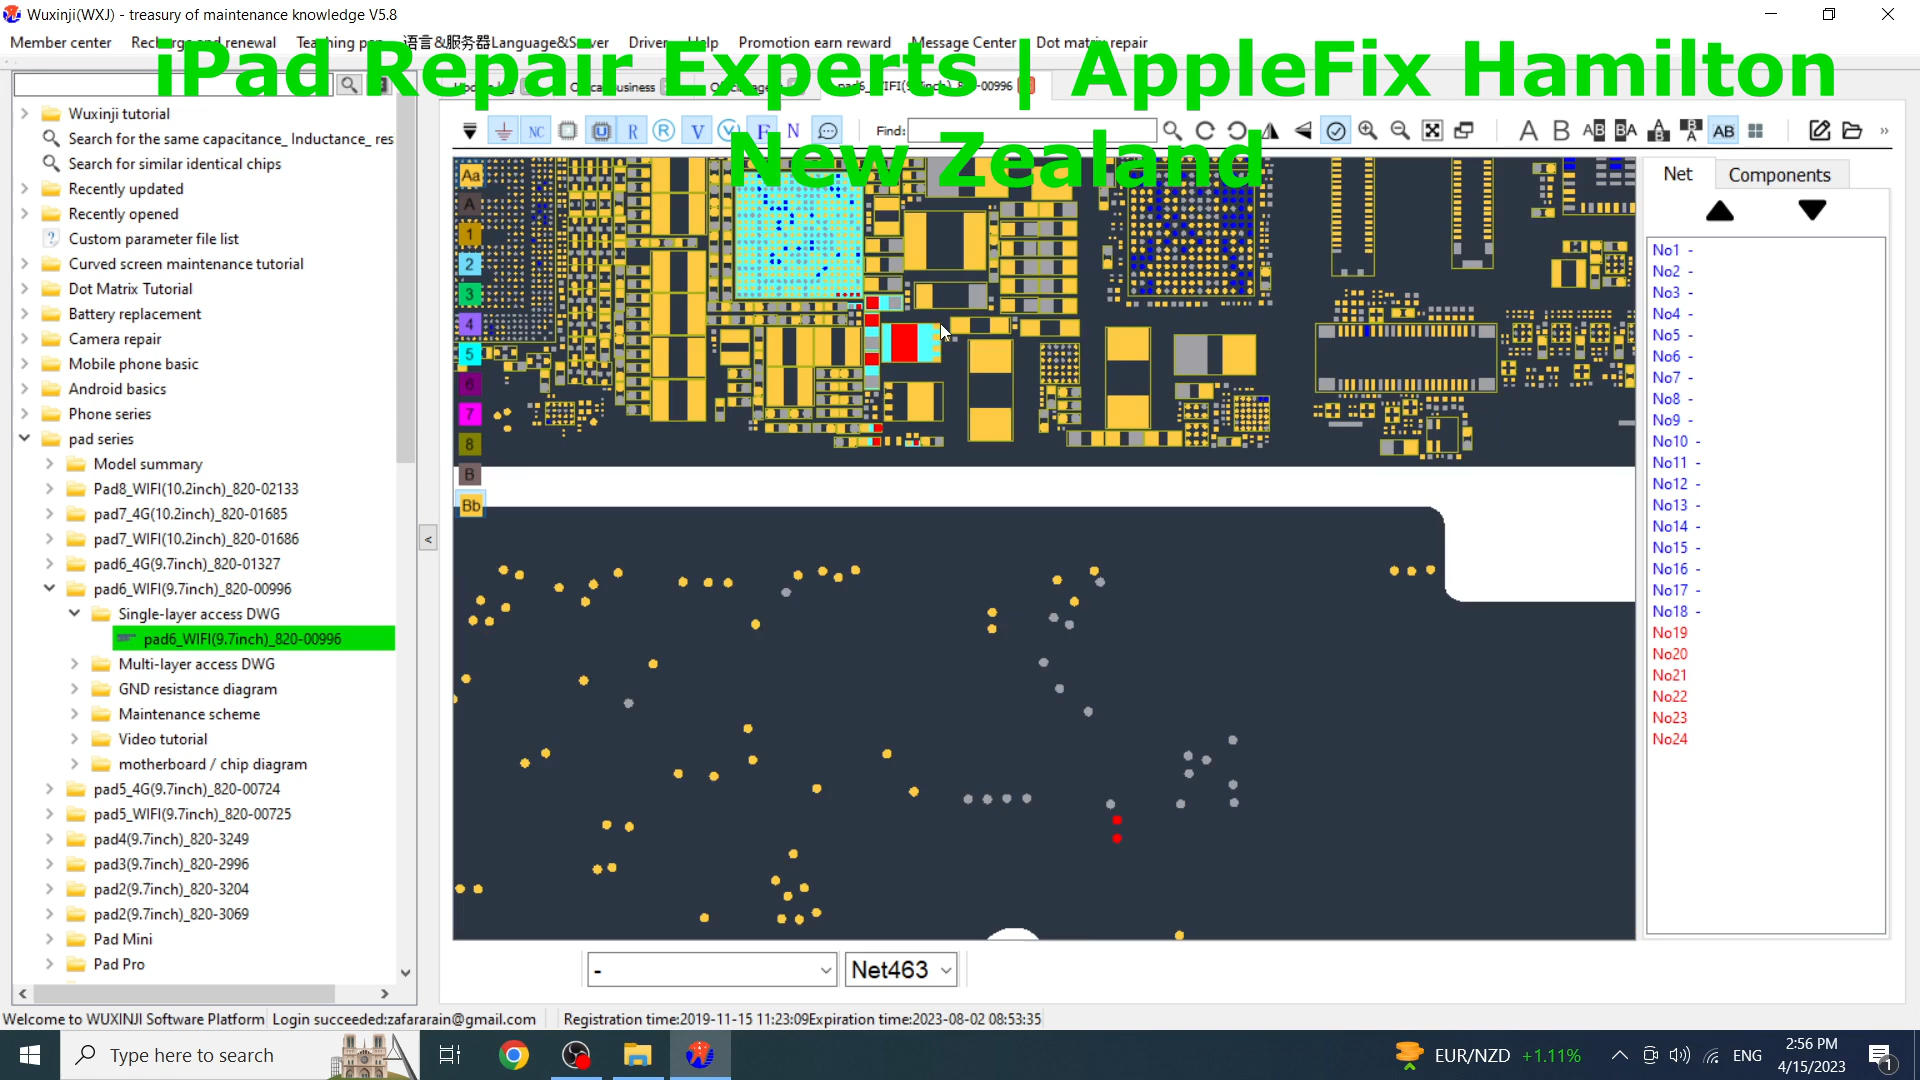 Wuxinji(WXJ) - treasury of maintenance knowledge V5.8
Member center
Recharge and renewal
语言&服务器Language&Server
Driver
Help
Promotion earn reward
Message Center
Dot matrix repair
iPad Repair Experts | AppleFix Hamilton
New Zealand
Find:
Wuxinji tutorial
Search for the same capacitance_ Inductance_ res
Search for similar identical chips
Recently updated
Recently opened
Custom parameter file list
Curved screen maintenance tutorial
Dot Matrix Tutorial
Battery replacement
Camera repair
Mobile phone basic
Android basics
Phone series
pad series
Model summary
Pad8_WIFI(10.2inch)_820-02133
pad7_4G(10.2inch)_820-01685
pad7_WIFI(10.2inch)_820-01686
pad6_4G(9.7inch)_820-01327
pad6_WIFI(9.7inch)_820-00996
Single-layer access DWG
pad6_WIFI(9.7inch)_820-00996
Multi-layer access DWG
GND resistance diagram
Maintenance scheme
Video tutorial
motherboard / chip diagram
pad5_4G(9.7inch)_820-00724
pad5_WIFI(9.7inch)_820-00725
pad4(9.7inch)_820-3249
pad3(9.7inch)_820-2996
pad2(9.7inch)_820-3204
pad2(9.7inch)_820-3069
Pad Mini
Pad Pro
NC
R
R
V
N
A B AB BA AB
Aa
A
1
2
3
4
5
6
7
8
B
Bb
Net Components
No1 -
No2 -
No3 -
No4 -
No5 -
No6 -
No7 -
No8 -
No9 -
No10 -
No11 -
No12 -
No13 -
No14 -
No15 -
No16 -
No17 -
No18 -
No19
No20
No21
No22
No23
No24
-
Net463
Welcome to WUXINJI Software Platform
Login succeeded:zafararain@gmail.com
Registration time:2019-11-15 11:23:09Expiration time:2023-08-02 08:53:35
Type here to search
EUR/NZD +1.11%
ENG
2:56 PM
4/15/2023
1